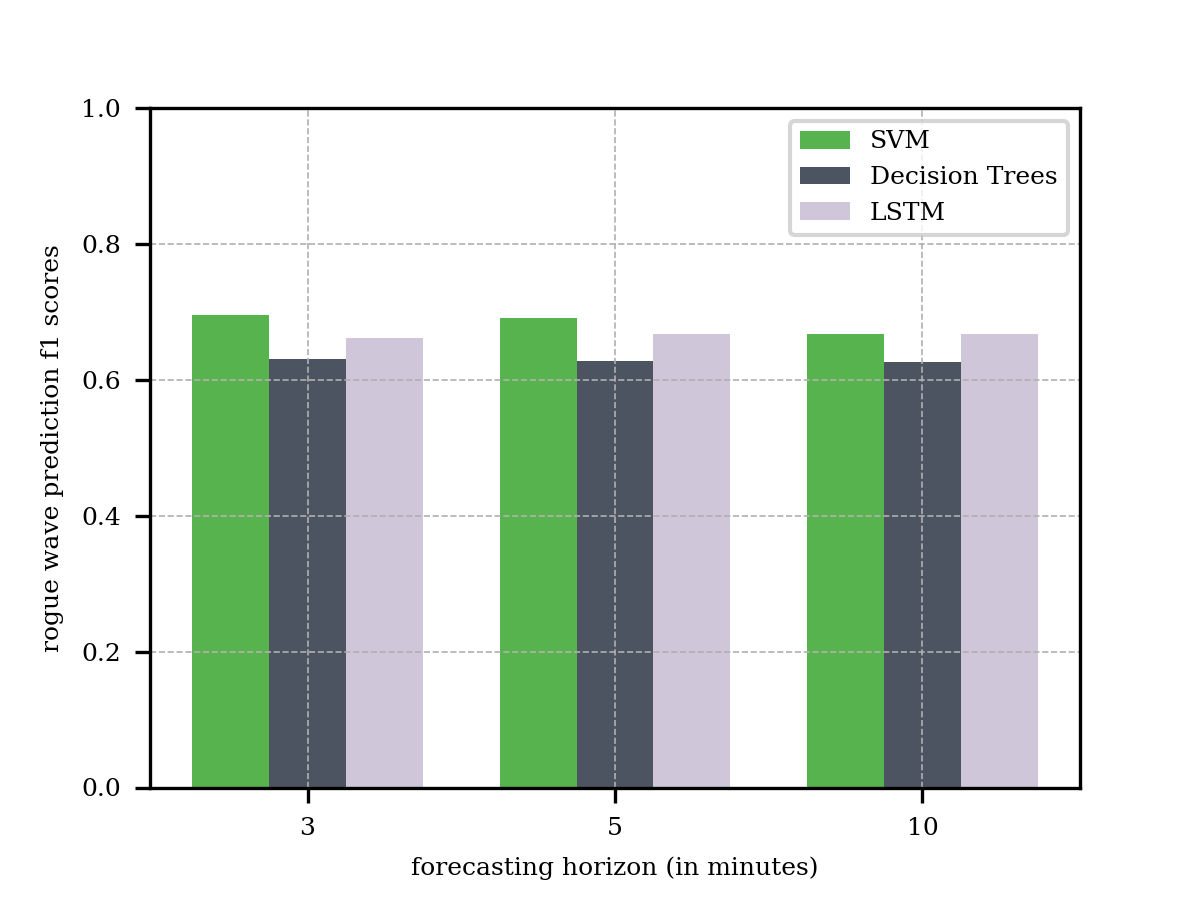 1.0
0.8
0.6
0.4
0.2
0.0
rogue wave prediction f1 scores
SVM
Decision Trees
LSTM
3
5
10
forecasting horizon (in minutes)